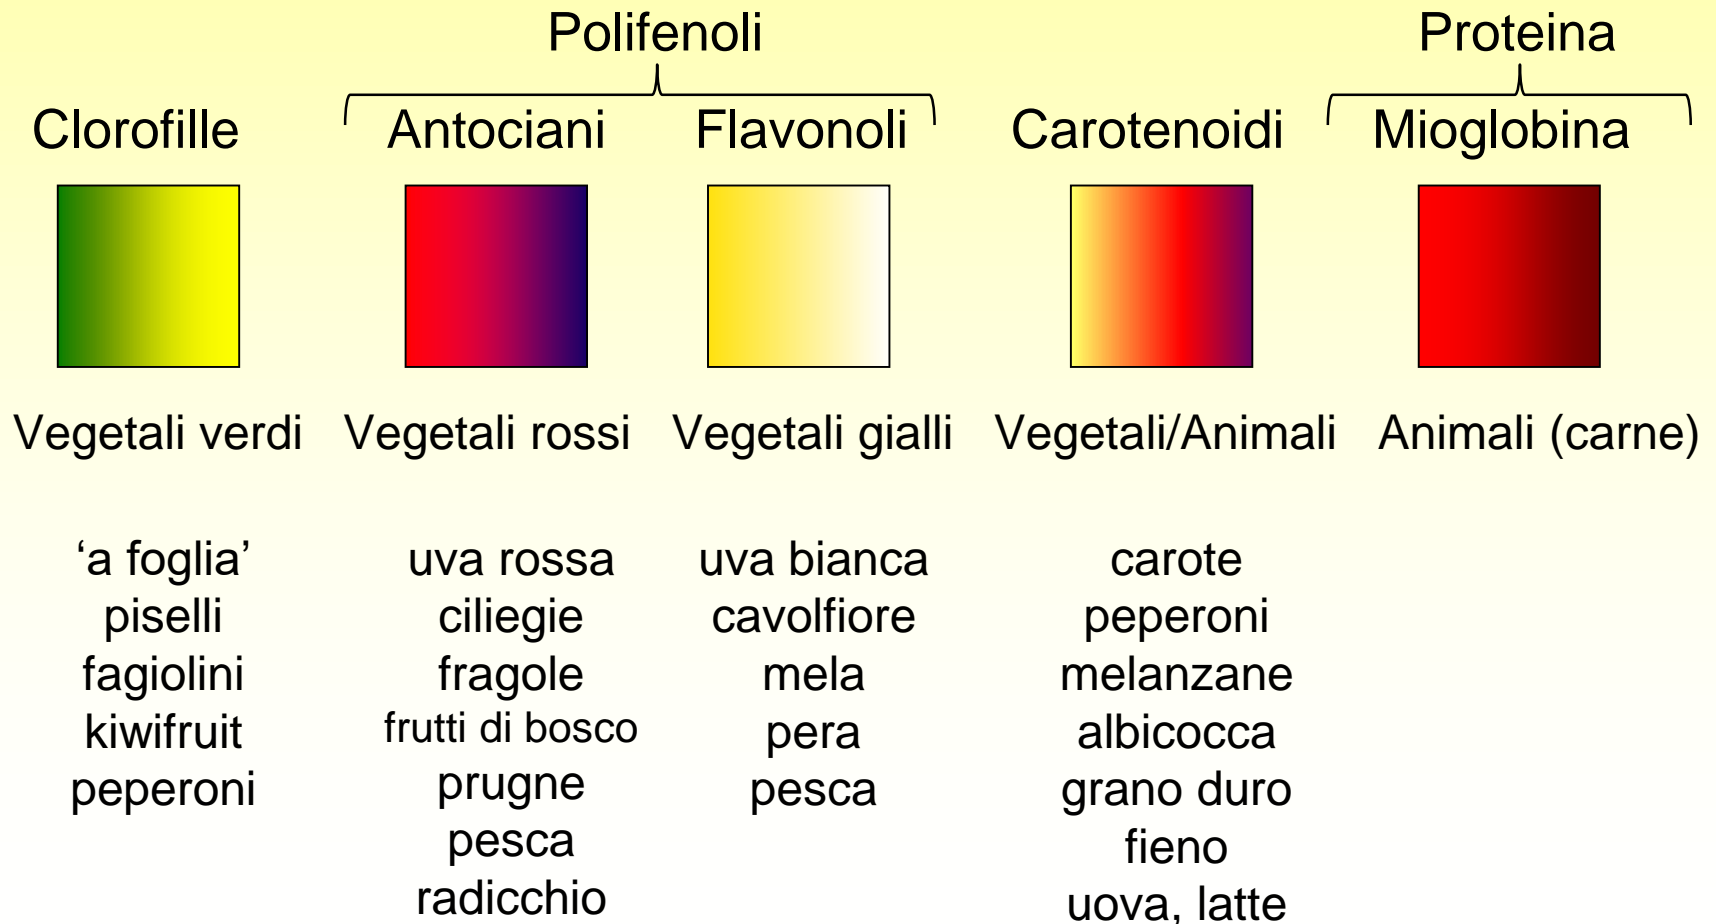 Polifenoli Proteina
Clorofille Antociani Flavonoli Carotenoidi Mioglobina
Vegetali verdi Vegetali rossi Vegetali gialli Vegetali/Animali Animali (carne)
‘a foglia’
piselli
fagiolini
kiwifruit
peperoni
uva rossa
ciliegie
fragole
frutti di bosco
prugne
pesca
radicchio
uva bianca
cavolfiore
mela
pera
pesca
carote
peperoni
melanzane
albicocca
grano duro
fieno
uova, latte